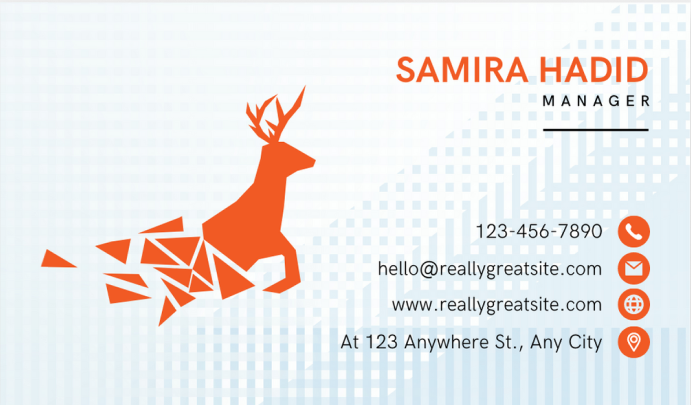 SAMIRA HADID
MANAGER
123-456-7890
hello@reallygreatsite.com
www.reallygreatsite.com
At 123 Anywhere St., Any City